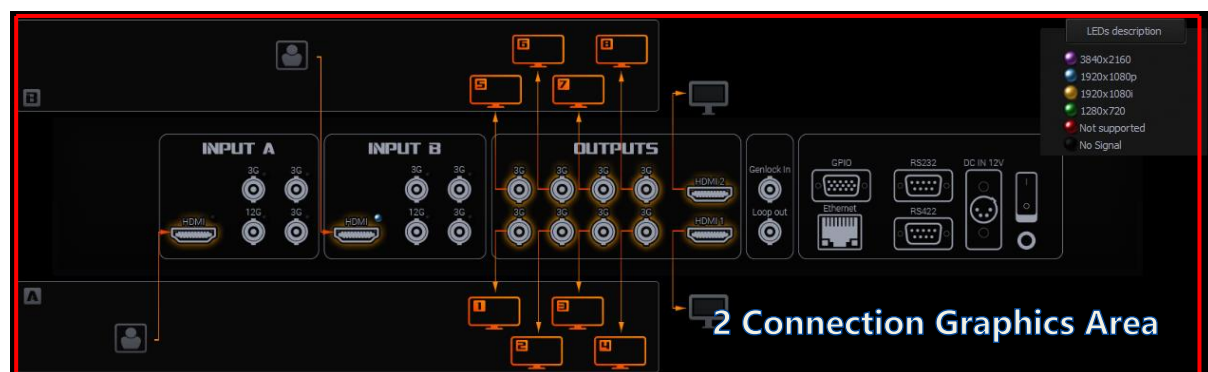 6 8
5 7
B
LEDs description
3840x2160
1920x1080p
1920x1080i
1280x720
Not supported
No Signal
INPUT A
3G 3G
HDMI 12G 3G
INPUT B
3G 3G
HDMI 12G 3G
OUTPUTS
3G 3G 3G 3G HDMI 2
3G 3G 3G 3G HDMI 1
Genlock In
Loop out
GPIO RS232 DC IN 12V
Ethernet RS422
I
O
A
1 3
2 4
2 Connection Graphics Area